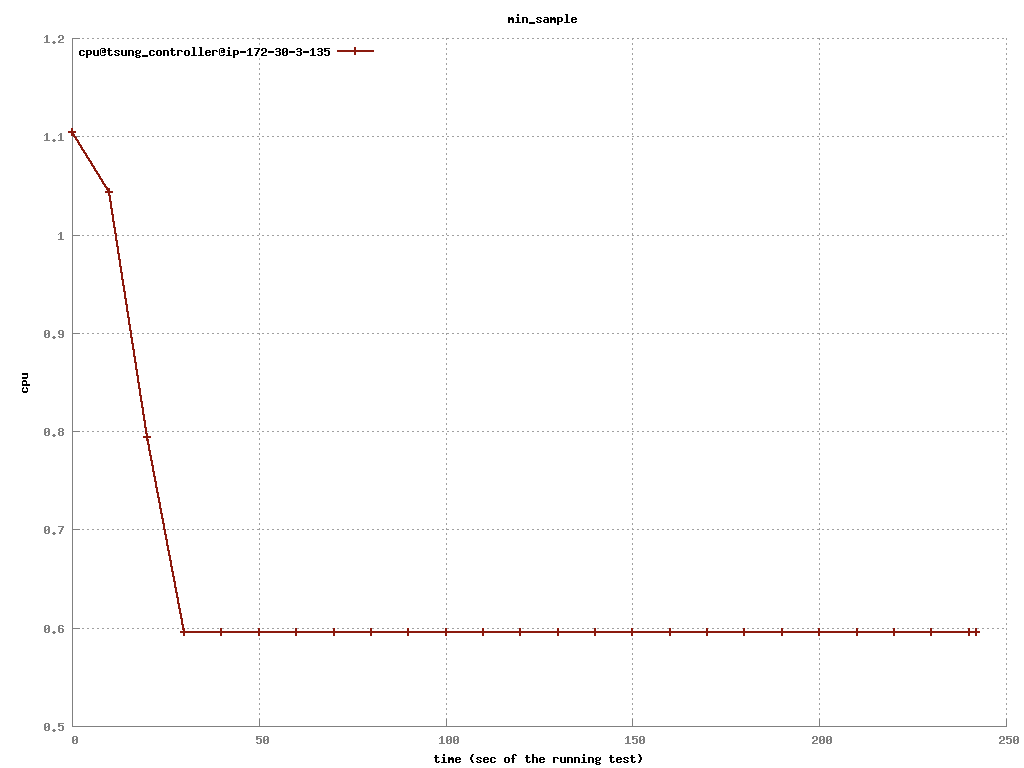 min_sample
1.2
cpu@tsung_controller@ip-172-30-3-135
1.1
1
0.9
cpu
0.8
0.7
0.6
0.5
0 50 100 150 200 250
time (sec of the running test)